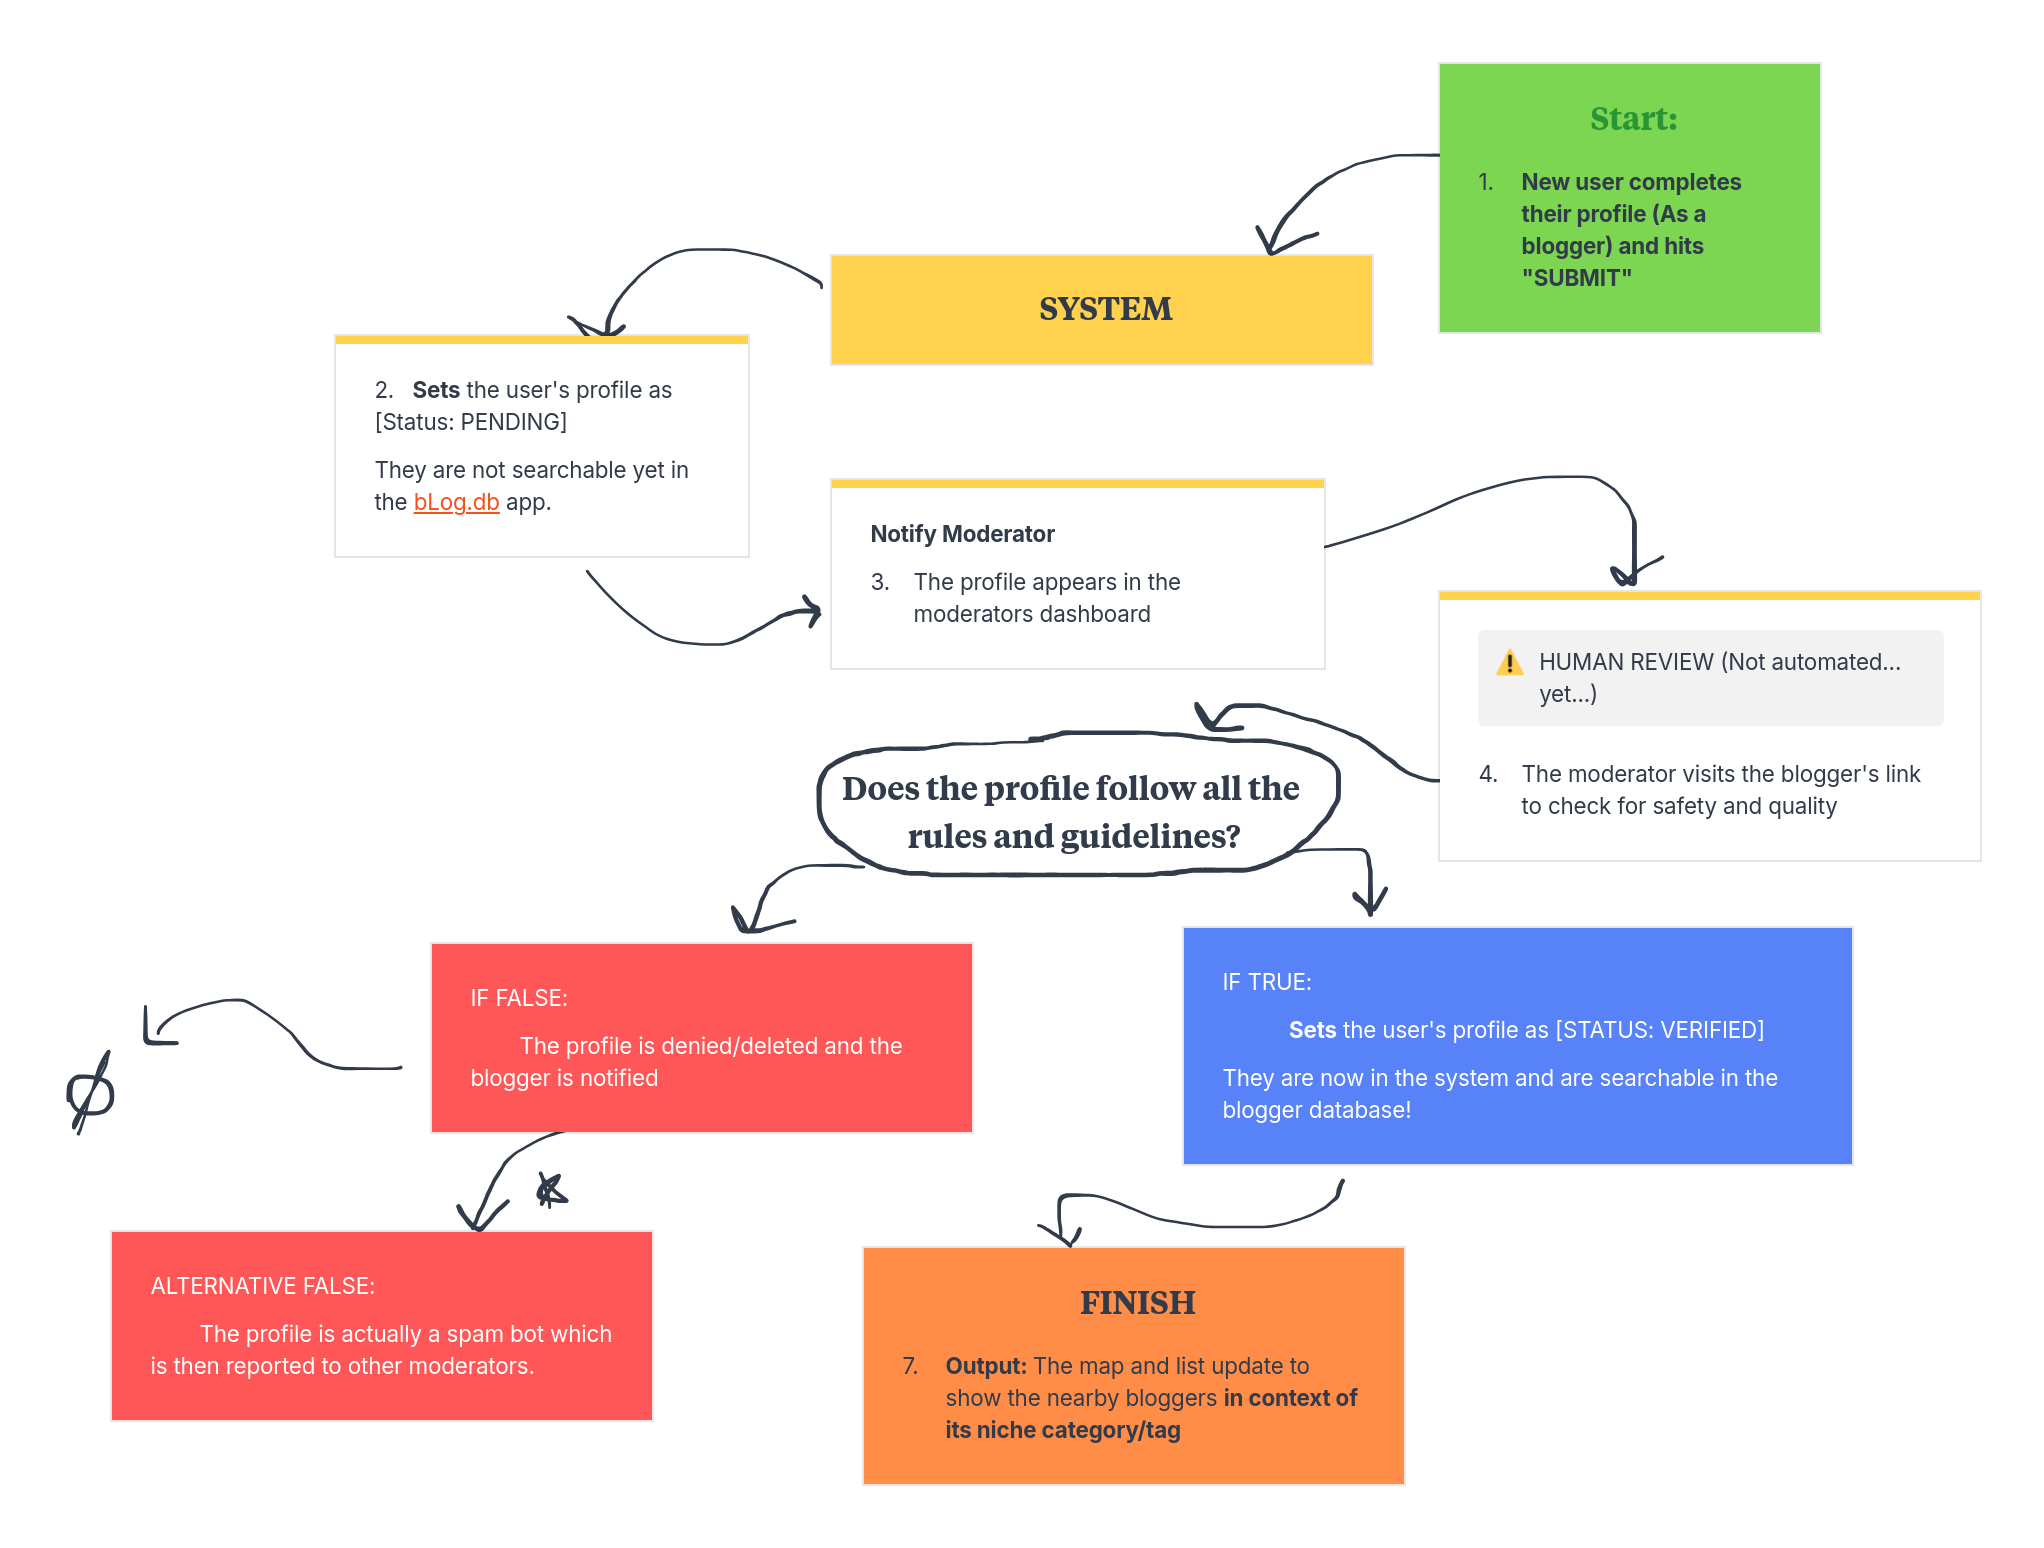 Start:
1. New user completes
their profile (As a
blogger) and hits
"SUBMIT"
SYSTEM
2. Sets the user's profile as
[Status: PENDING]
They are not searchable yet in
the bLog.db app.
Notify Moderator
3. The profile appears in the
moderators dashboard
⚠️ HUMAN REVIEW (Not automated...
yet...)
4. The moderator visits the blogger's link
to check for safety and quality
Does the profile follow all the
rules and guidelines?
IF FALSE:
The profile is denied/deleted and the
blogger is notified
IF TRUE:
Sets the user's profile as [STATUS: VERIFIED]
They are now in the system and are searchable in the
blogger database!
ALTERNATIVE FALSE:
The profile is actually a spam bot which
is then reported to other moderators.
FINISH
7. Output: The map and list update to
show the nearby bloggers in context of
its niche category/tag